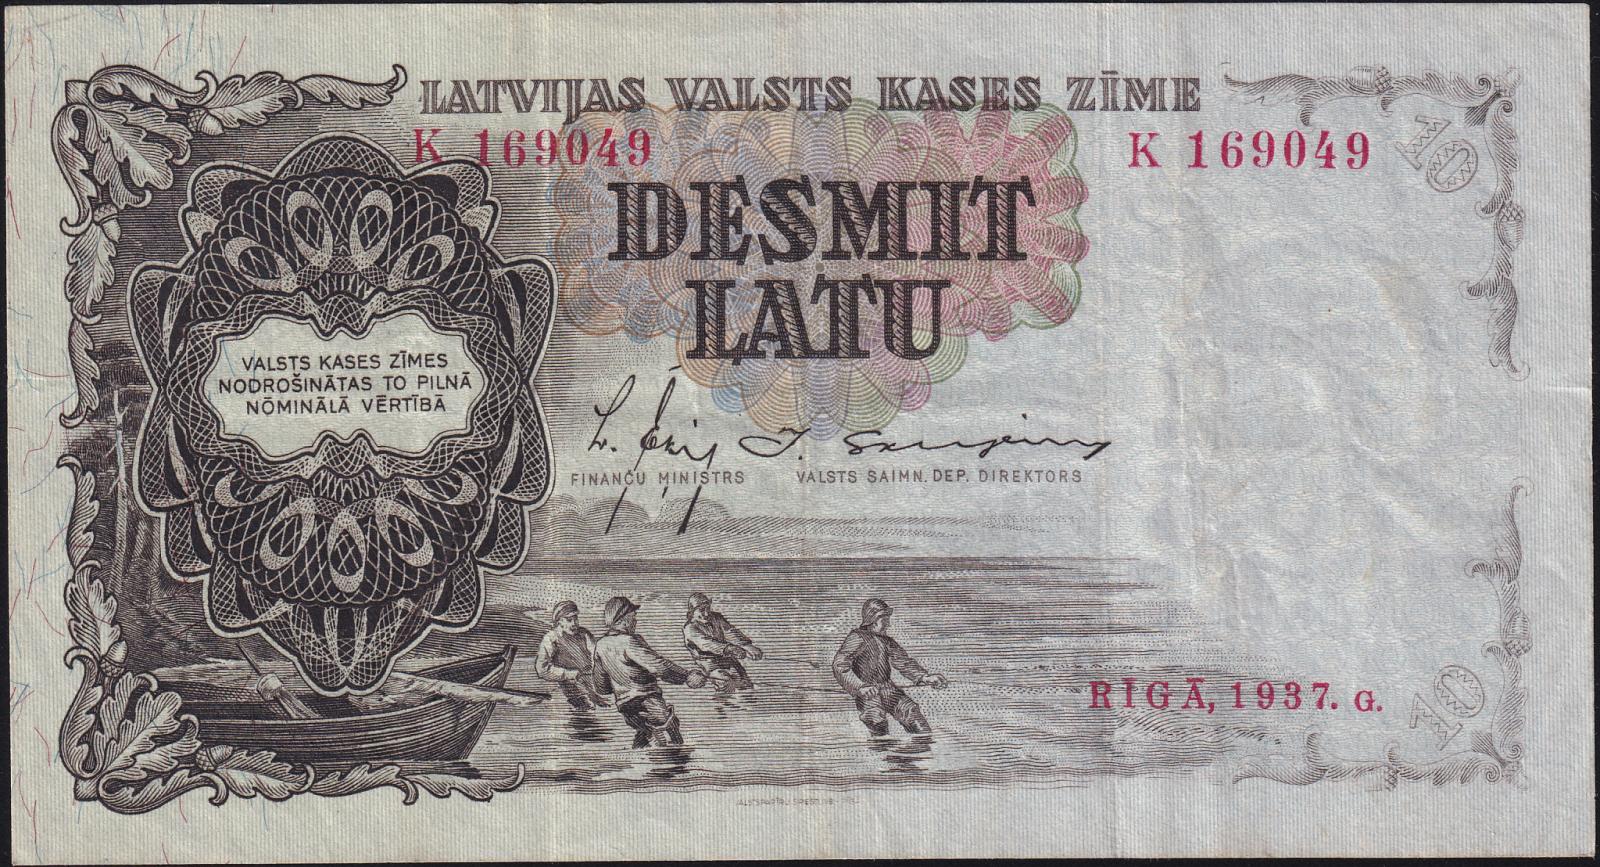 LATVIJAS VALSTS KASES ZĪME
K 169049
K 169049
10
DESMIT
LATU
VALSTS KASES ZĪMES
NODROŠINĀTAS TO PILNĀ
NŌMINĀLĀ VĒRTĪBĀ
FINANČU MINISTRS
VALSTS SAIMN. DEP. DIREKTORS
RĪGĀ, 1937. G.
10